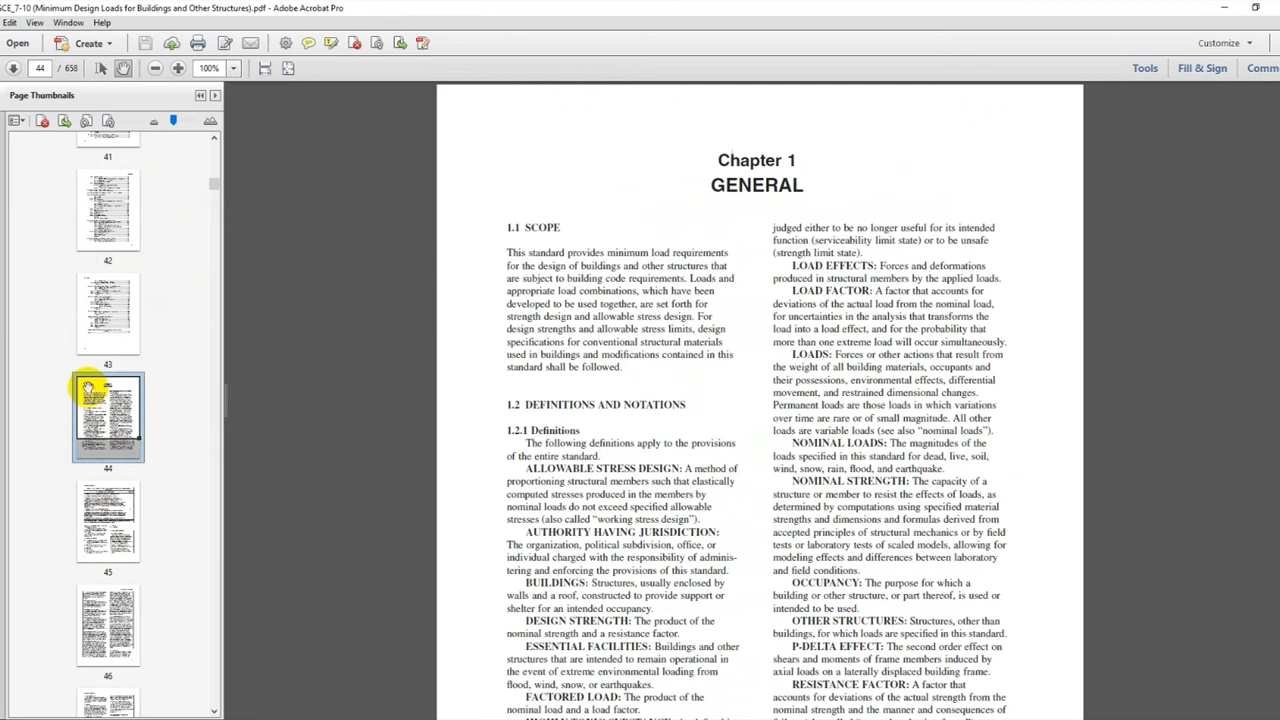 GCE_7-10 (Minimum Design Loads for Buildings and Other Structures).pdf - Adobe Acrobat Pro
Edit View Window Help
Open Create Customize
44 / 658 100% Tools Fill & Sign Comm
Page Thumbnails
41
42
43
44
45
46
Chapter 1
GENERAL
1.1 SCOPE
This standard provides minimum load requirements
for the design of buildings and other structures that
are subject to building code requirements. Loads and
appropriate load combinations, which have been
developed to be used together, are set forth for
strength design and allowable stress design. For
design strengths and allowable stress limits, design
specifications for conventional structural materials
used in buildings and modifications contained in this
standard shall be followed.
1.2 DEFINITIONS AND NOTATIONS
1.2.1 Definitions
The following definitions apply to the provisions
of the entire standard.
ALLOWABLE STRESS DESIGN: A method of
proportioning structural members such that elastically
computed stresses produced in the members by
nominal loads do not exceed specified allowable
stresses (also called “working stress design”).
AUTHORITY HAVING JURISDICTION:
The organization, political subdivision, office, or
individual charged with the responsibility of adminis-
tering and enforcing the provisions of this standard.
BUILDINGS: Structures, usually enclosed by
walls and a roof, constructed to provide support or
shelter for an intended occupancy.
DESIGN STRENGTH: The product of the
nominal strength and a resistance factor.
ESSENTIAL FACILITIES: Buildings and other
structures that are intended to remain operational in
the event of extreme environmental loading from
flood, wind, snow, or earthquakes.
FACTORED LOAD: The product of the
nominal load and a load factor.
judged either to be no longer useful for its intended
function (serviceability limit state) or to be unsafe
(strength limit state).
LOAD EFFECTS: Forces and deformations
produced in structural members by the applied loads.
LOAD FACTOR: A factor that accounts for
deviations of the actual load from the nominal load,
for uncertainties in the analysis that transforms the
load into a load effect, and for the probability that
more than one extreme load will occur simultaneously.
LOADS: Forces or other actions that result from
the weight of all building materials, occupants and
their possessions, environmental effects, differential
movement, and restrained dimensional changes.
Permanent loads are those loads in which variations
over time are rare or of small magnitude. All other
loads are variable loads (see also “nominal loads”).
NOMINAL LOADS: The magnitudes of the
loads specified in this standard for dead, live, soil,
wind, snow, rain, flood, and earthquake.
NOMINAL STRENGTH: The capacity of a
structure or member to resist the effects of loads, as
determined by computations using specified material
strengths and dimensions and formulas derived from
accepted principles of structural mechanics or by field
tests or laboratory tests of scaled models, allowing for
modeling effects and differences between laboratory
and field conditions.
OCCUPANCY: The purpose for which a
building or other structure, or part thereof, is used or
intended to be used.
OTHER STRUCTURES: Structures, other than
buildings, for which loads are specified in this standard.
P-DELTA EFFECT: The second order effect on
shears and moments of frame members induced by
axial loads on a laterally displaced building frame.
RESISTANCE FACTOR: A factor that
accounts for deviations of the actual strength from the
nominal strength and the manner and consequences of